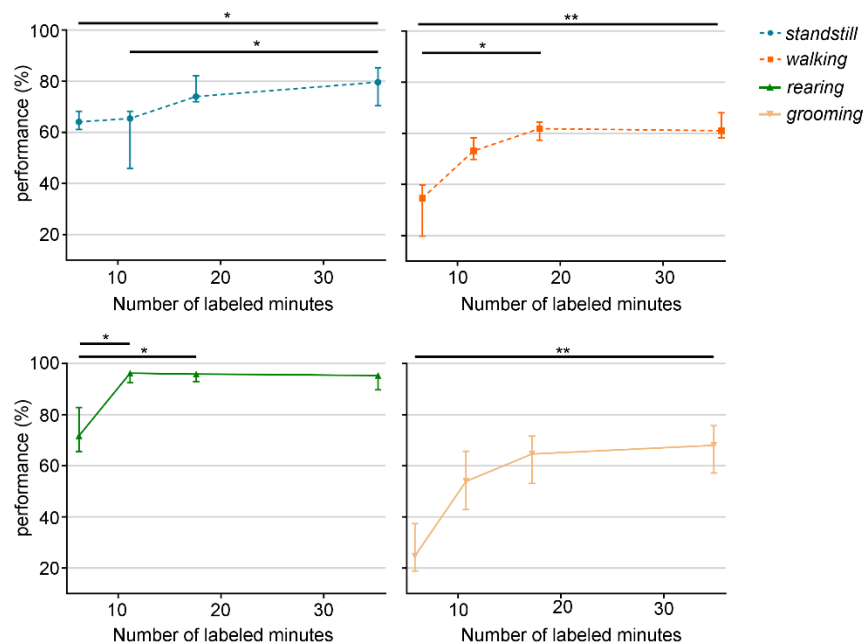 *
**
100
*
*
80
60
40
20
performance (%)
10
20
30
10
20
30
Number of labeled minutes
Number of labeled minutes
standstill
walking
rearing
grooming
*
*
**
100
80
60
40
20
performance (%)
10
20
30
10
20
30
Number of labeled minutes
Number of labeled minutes